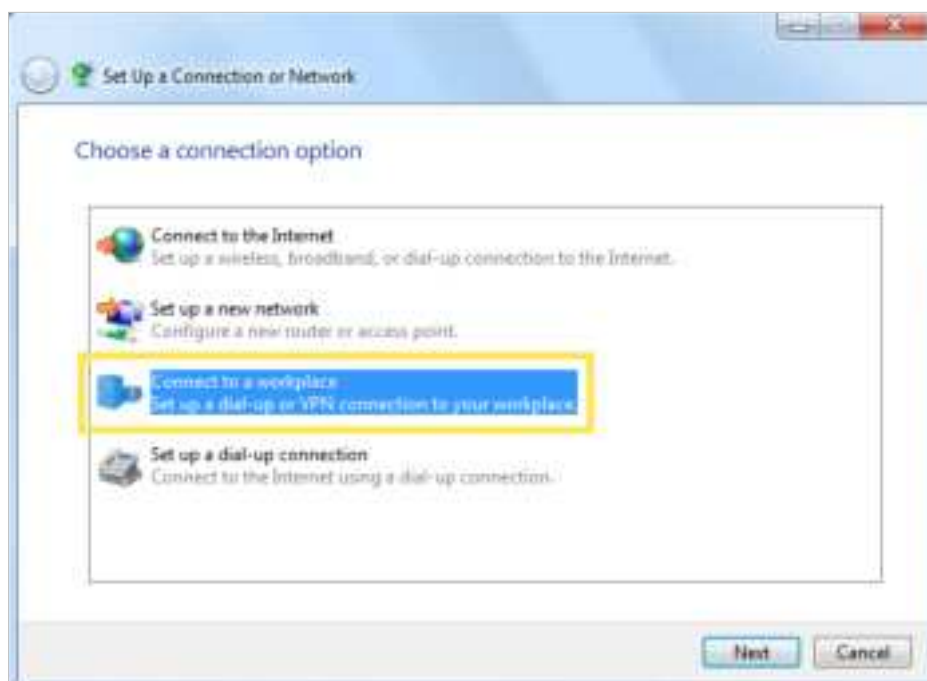 Set Up a Connection or Network
Choose a connection option
Connect to the Internet
Set up a wireless, broadband, or dial-up connection to the Internet.
Set up a new network
Configure a new router or access point.
Connect to a workplace
Set up a dial-up or VPN connection to your workplace.
Set up a dial-up connection
Connect to the Internet using a dial-up connection.
Next
Cancel